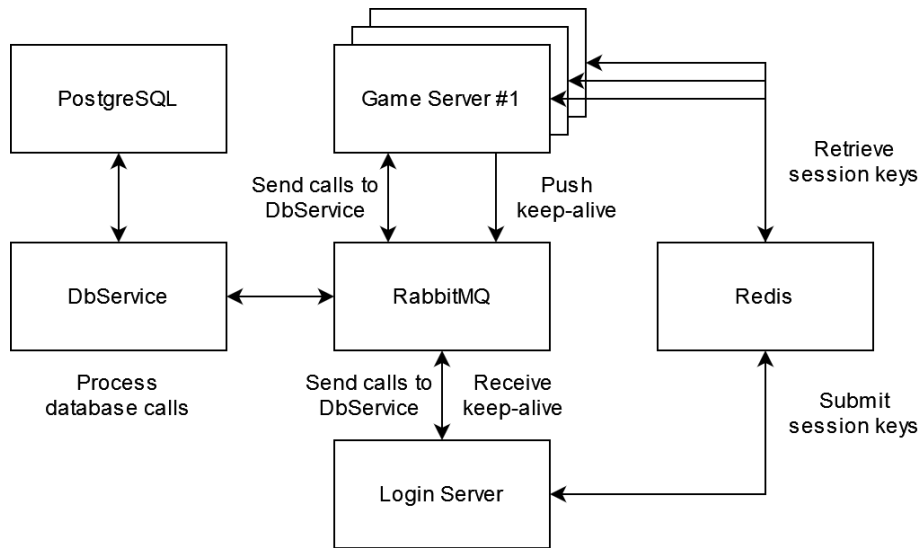 PostgreSQL
Game Server #1
Retrieve
session keys
Send calls to
DbService
Push
keep-alive
DbService
RabbitMQ
Redis
Process
database calls
Send calls to
DbService
Receive
keep-alive
Submit
session keys
Login Server